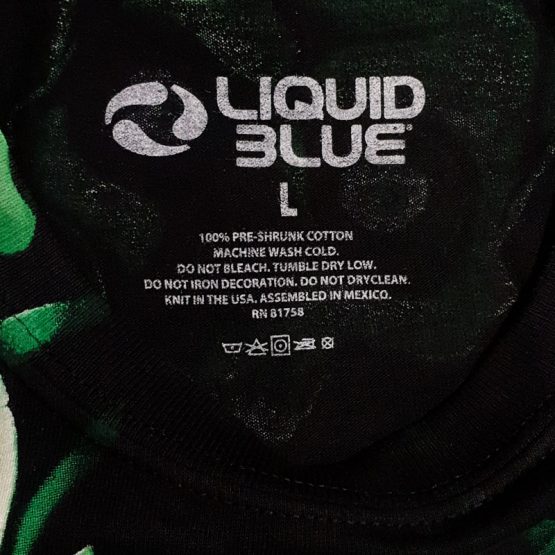 LIQUID
BLUE®
L
100% PRE-SHRUNK COTTON
MACHINE WASH COLD.
DO NOT BLEACH. TUMBLE DRY LOW.
DO NOT IRON DECORATION. DO NOT DRYCLEAN.
KNIT IN THE USA. ASSEMBLED IN MEXICO.
RN 81758